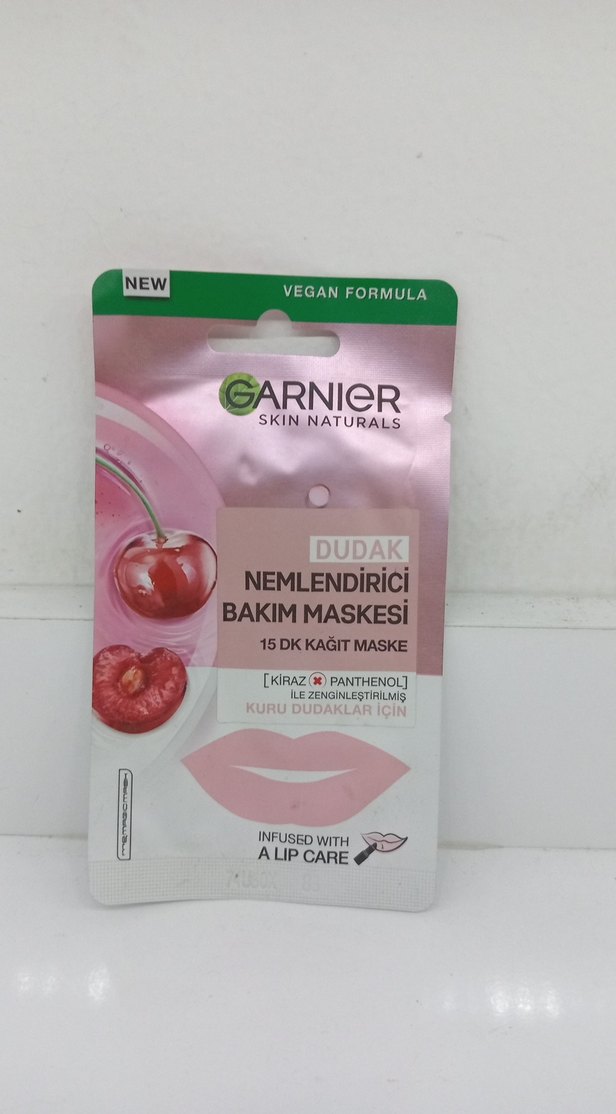 NEW
VEGAN FORMULA
GARNIER
SKIN NATURALS
DUDAK
NEMLENDİRİCİ
BAKIM MASKESİ
15 DK KAĞIT MASKE
[KİRAZ PANTHENOL]
İLE ZENGİNLEŞTİRİLMİŞ
KURU DUDAKLAR İÇİN
INFUSED WITH
A LIP CARE